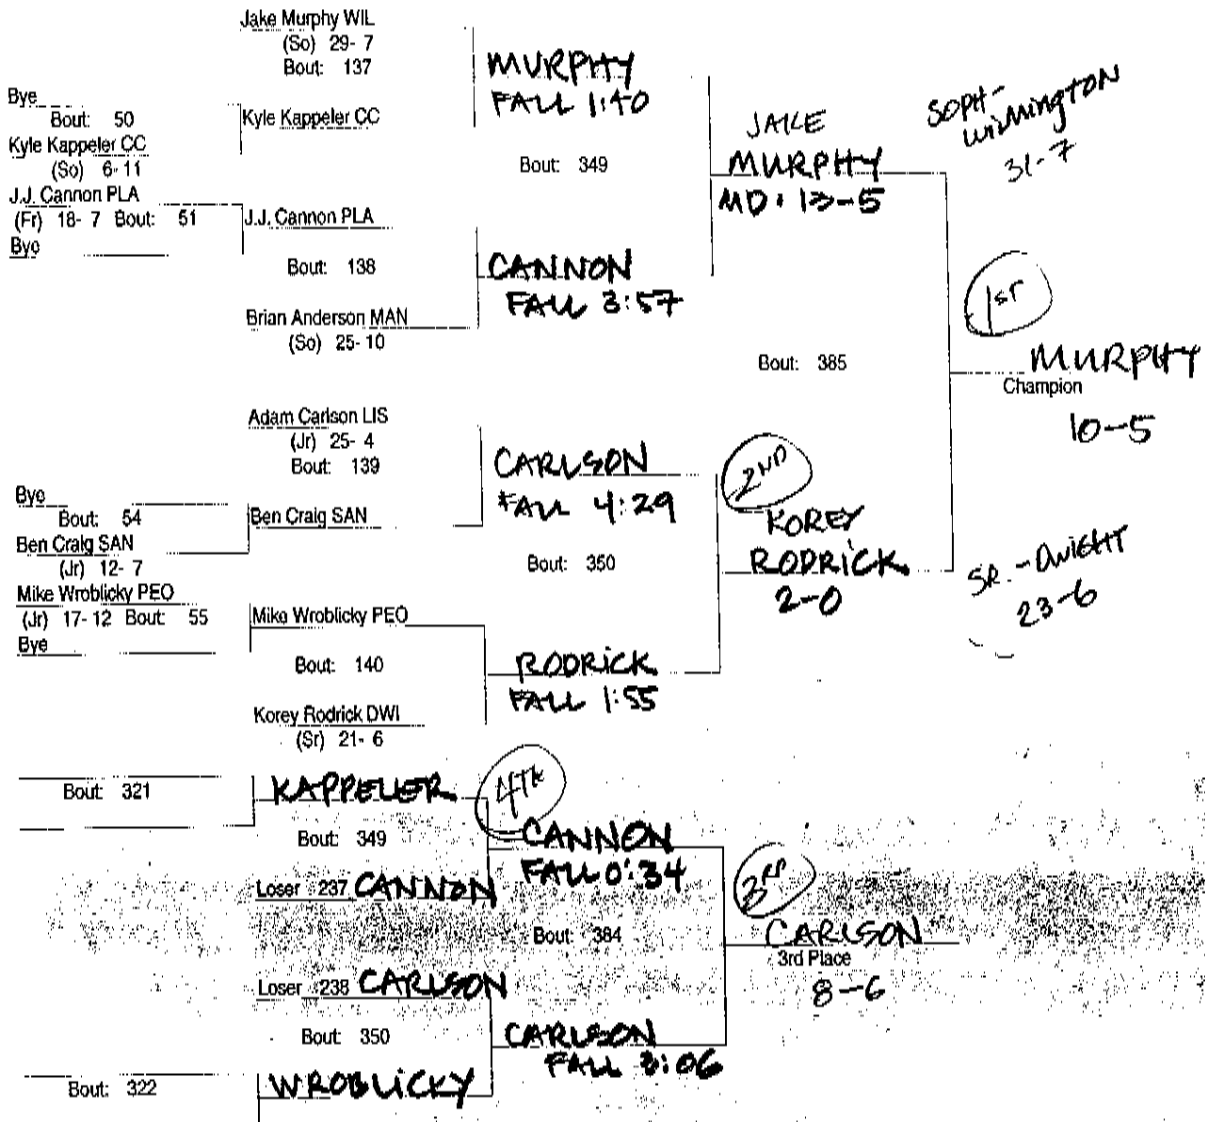 Jake Murphy WIL
(So) 29- 7
Bout: 137
MURPHY
FALL 1:40
Bye
Bout: 50
Kyle Kappeler CC
Kyle Kappeler CC
(So) 6-11
Bout: 349
JAKE
MURPHY
MD
SOPH-
WilMingTON
31-7
J.J. Cannon PLA
(Fr) 18- 7 Bout: 51
J.J. Cannon PLA
Bye
Bout: 138
CANNON
FALL 3:57
Brian Anderson MAN
(So) 25-10
1ST
Bout: 385
MURPHY
Champion
10-5
Adam Carlson LIS
(Jr) 25- 4
Bout: 139
CARLSON
FALL 4:29
2ND
Bye
Bout: 54
Ben Craig SAN
Ben Craig SAN
(Jr) 12- 7
Bout: 350
KOREY
RODRICK
2-0
SR. - DWIGHT
23-6
Mike Wroblicky PEO
(Jr) 17-12 Bout: 55
Mike Wroblicky PEO
Bye
Bout: 140
RODRICK
FALL 1:55
Korey Rodrick DWI
(Sr) 21- 6
Bout: 321
KAPPELER
4TH
Bout: 349
CANNON
FALL 0:34
Loser 237 CANNON
3RD
Bout: 384
CARLSON
3rd Place
8-6
Loser 238 CARLSON
Bout: 350
CARLSON
FALL 3:06
Bout: 322
WROBLICKY